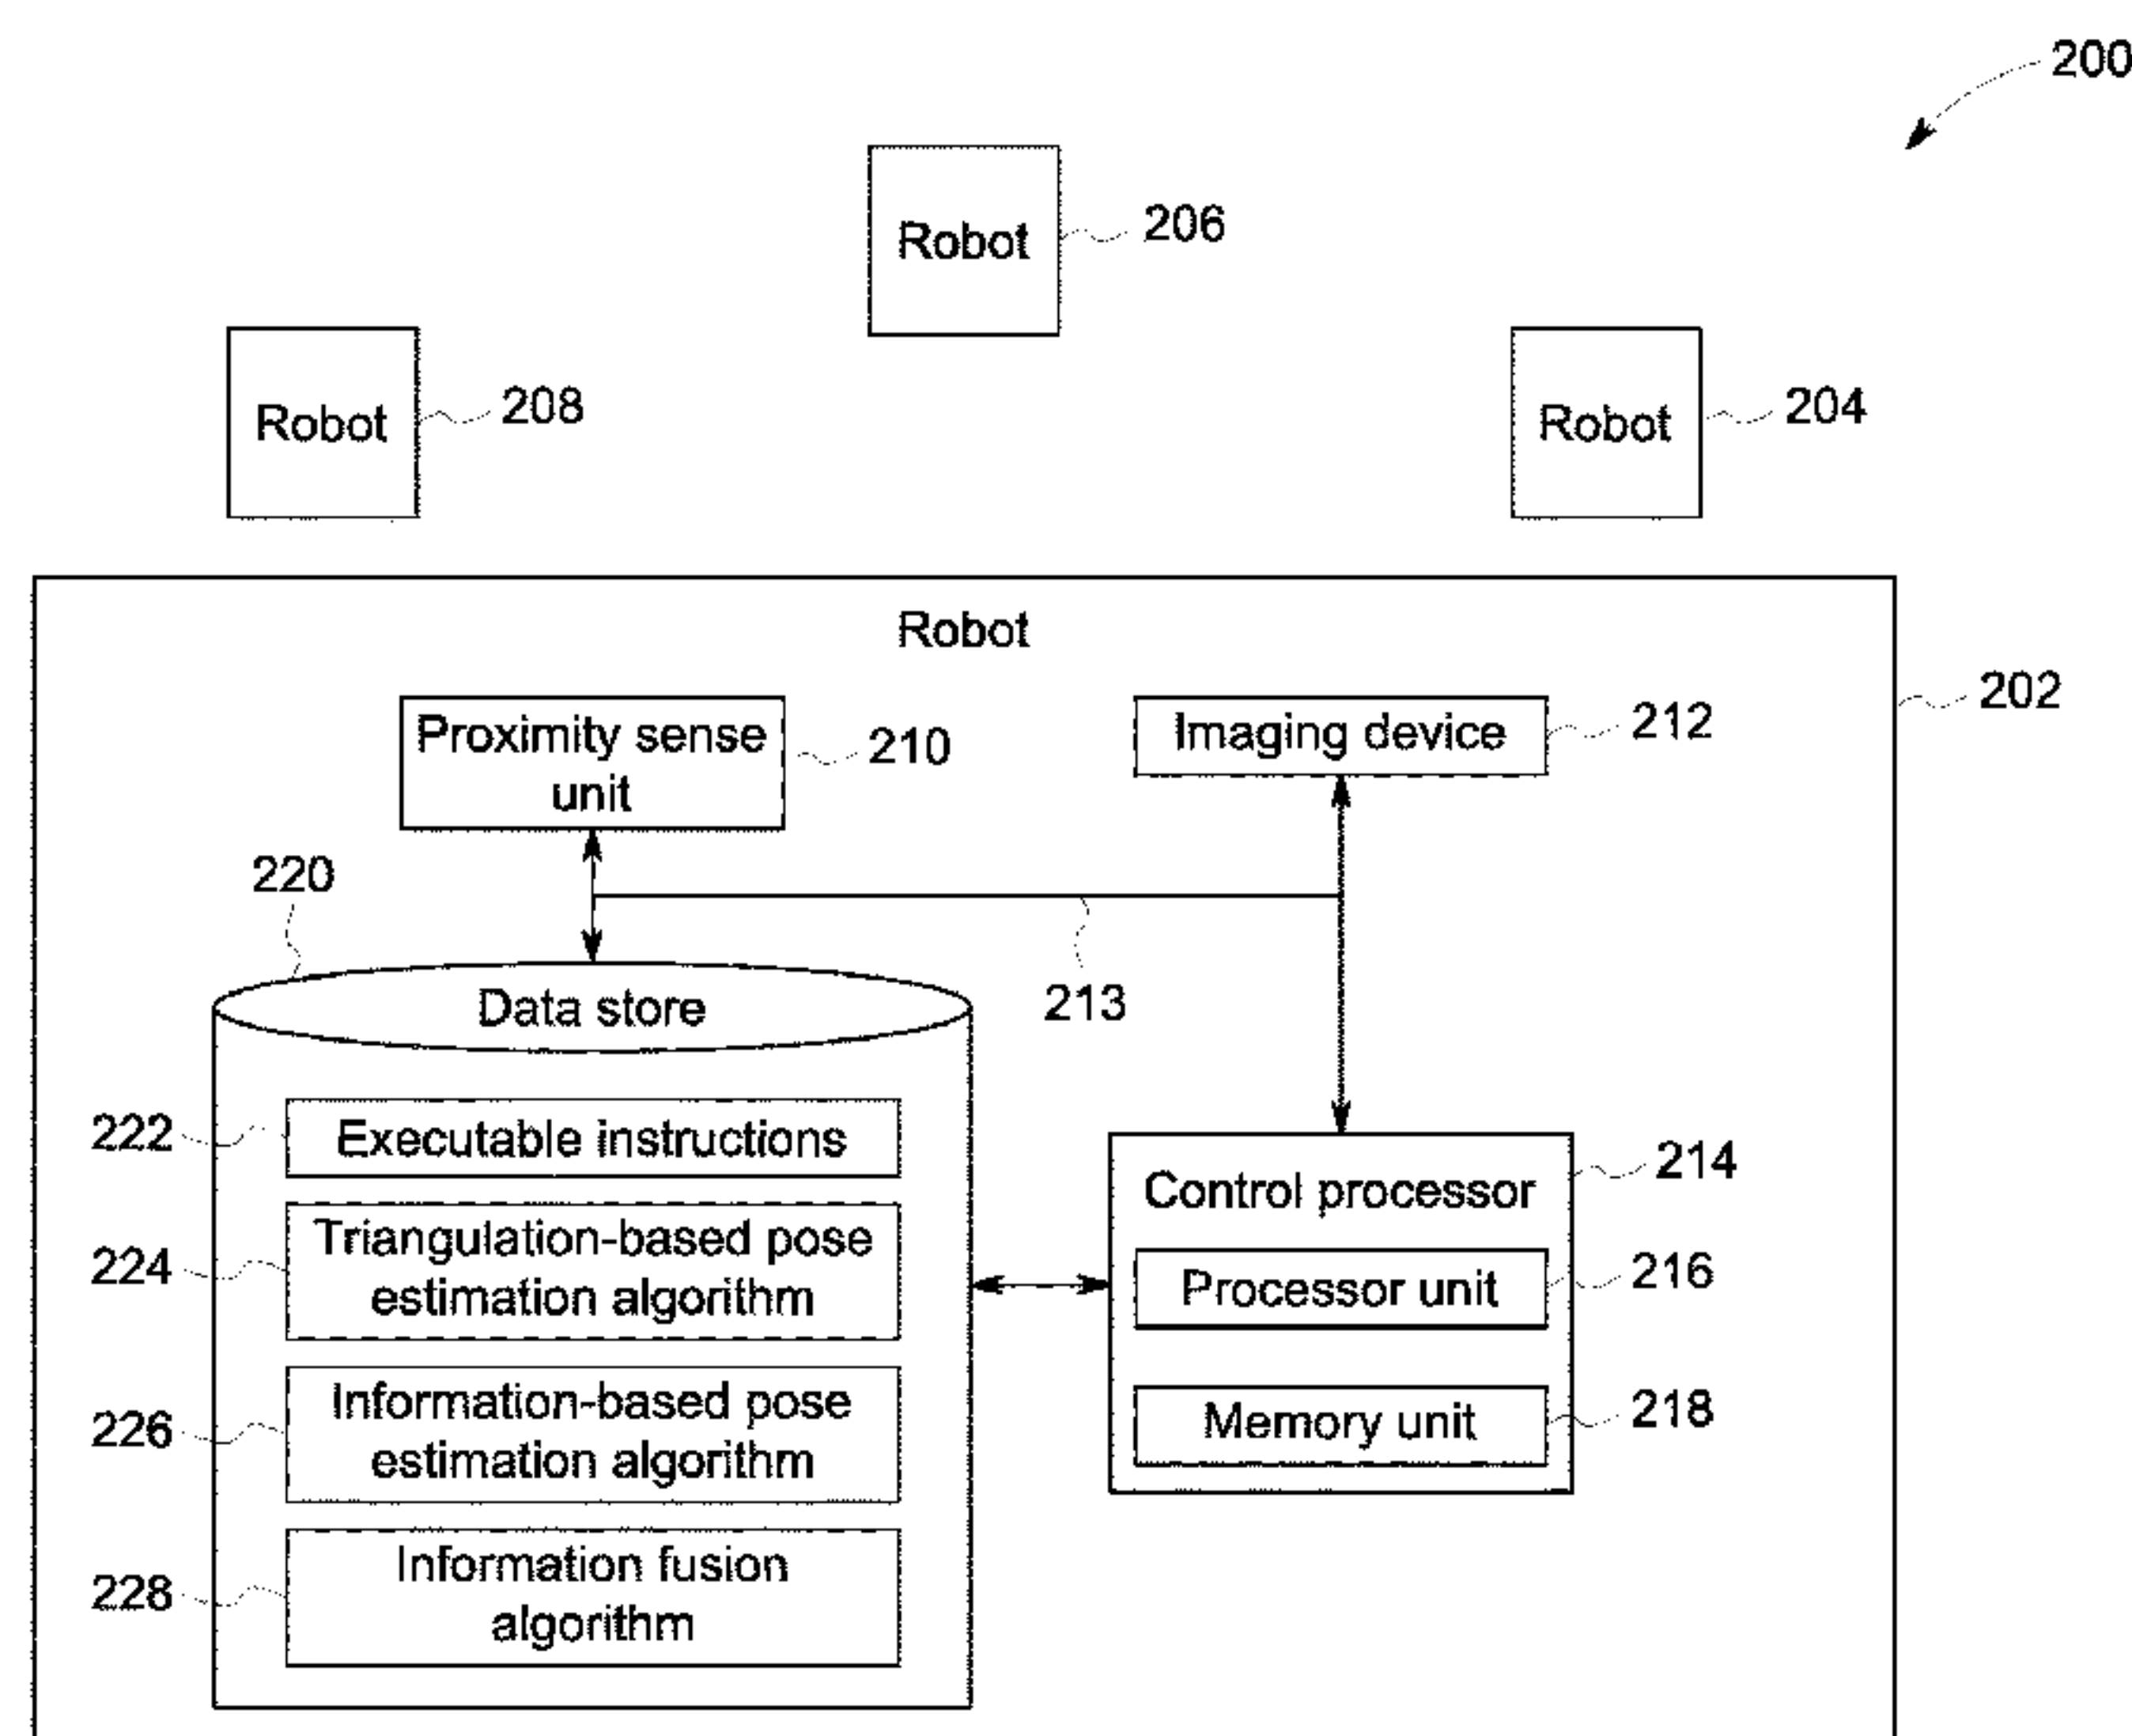 200
Robot
206
Robot
208
Robot
204
Robot
202
Proximity sense
unit
210
Imaging device
212
220
Data store
213
222
Executable instructions
224
Triangulation-based pose
estimation algorithm
226
Information-based pose
estimation algorithm
228
Information fusion
algorithm
Control processor
214
Processor unit
216
Memory unit
218